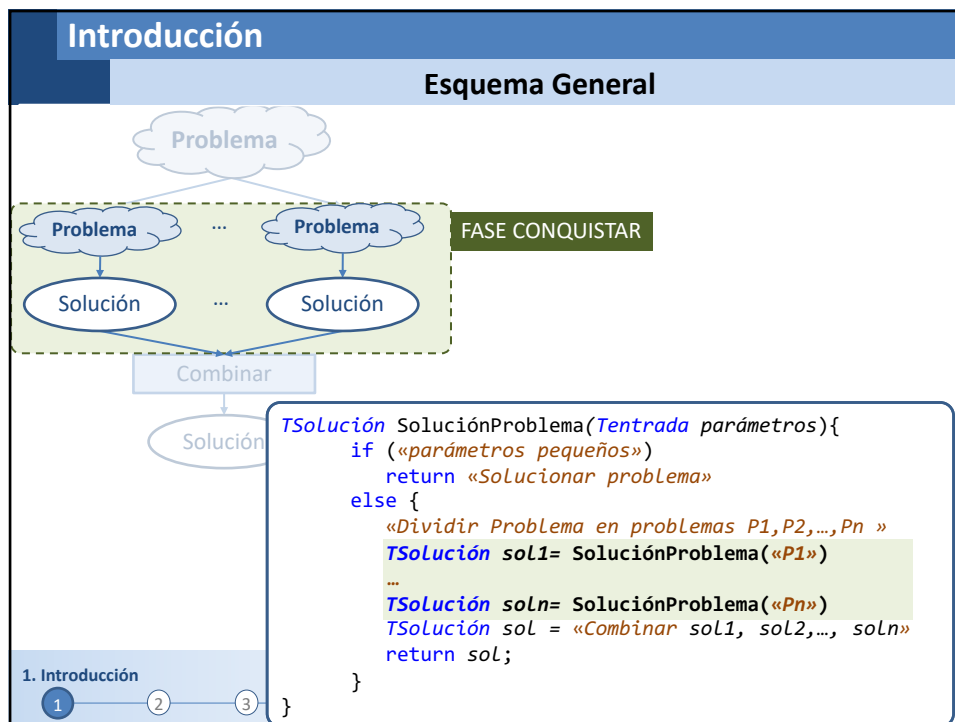 Introducción
Esquema General
Problema
Problema ... Problema
FASE CONQUISTAR
Solución ... Solución
Combinar
Solución
TSolución SoluciónProblema(Tentrada parámetros){
if («parámetros pequeños»)
return «Solucionar problema»
else {
«Dividir Problema en problemas P1,P2,…,Pn »
TSolución sol1= SoluciónProblema(«P1»)
…
TSolución soln= SoluciónProblema(«Pn»)
TSolución sol = «Combinar sol1, sol2,…, soln»
return sol;
}
}
1. Introducción
1 2 3